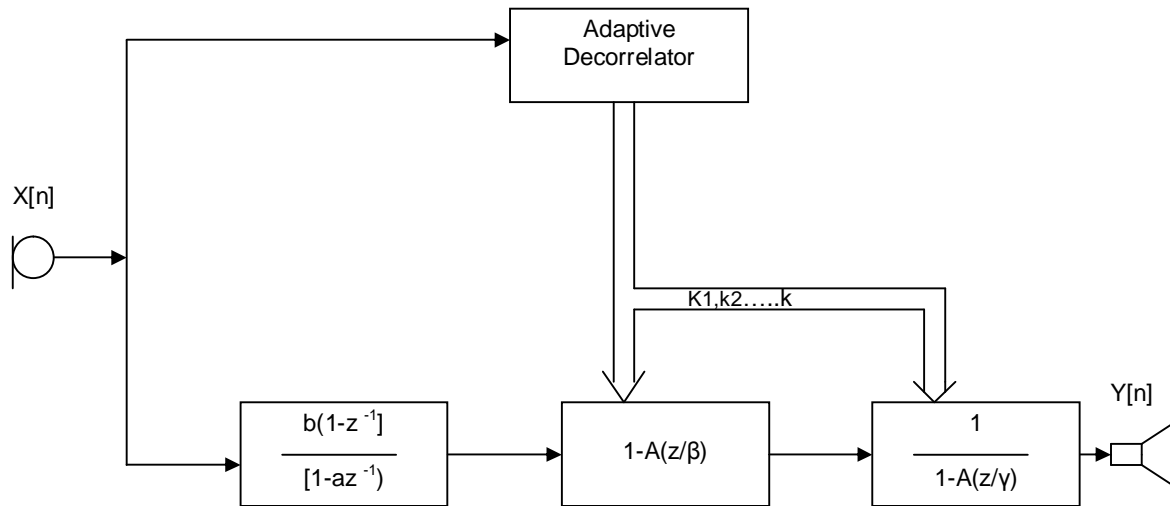 Adaptive
Decorrelator
X[n]
K1,k2…..k
Y[n]
b(1-z -1]
[1-az -1)
1-A(z/β)
1
1-A(z/γ)